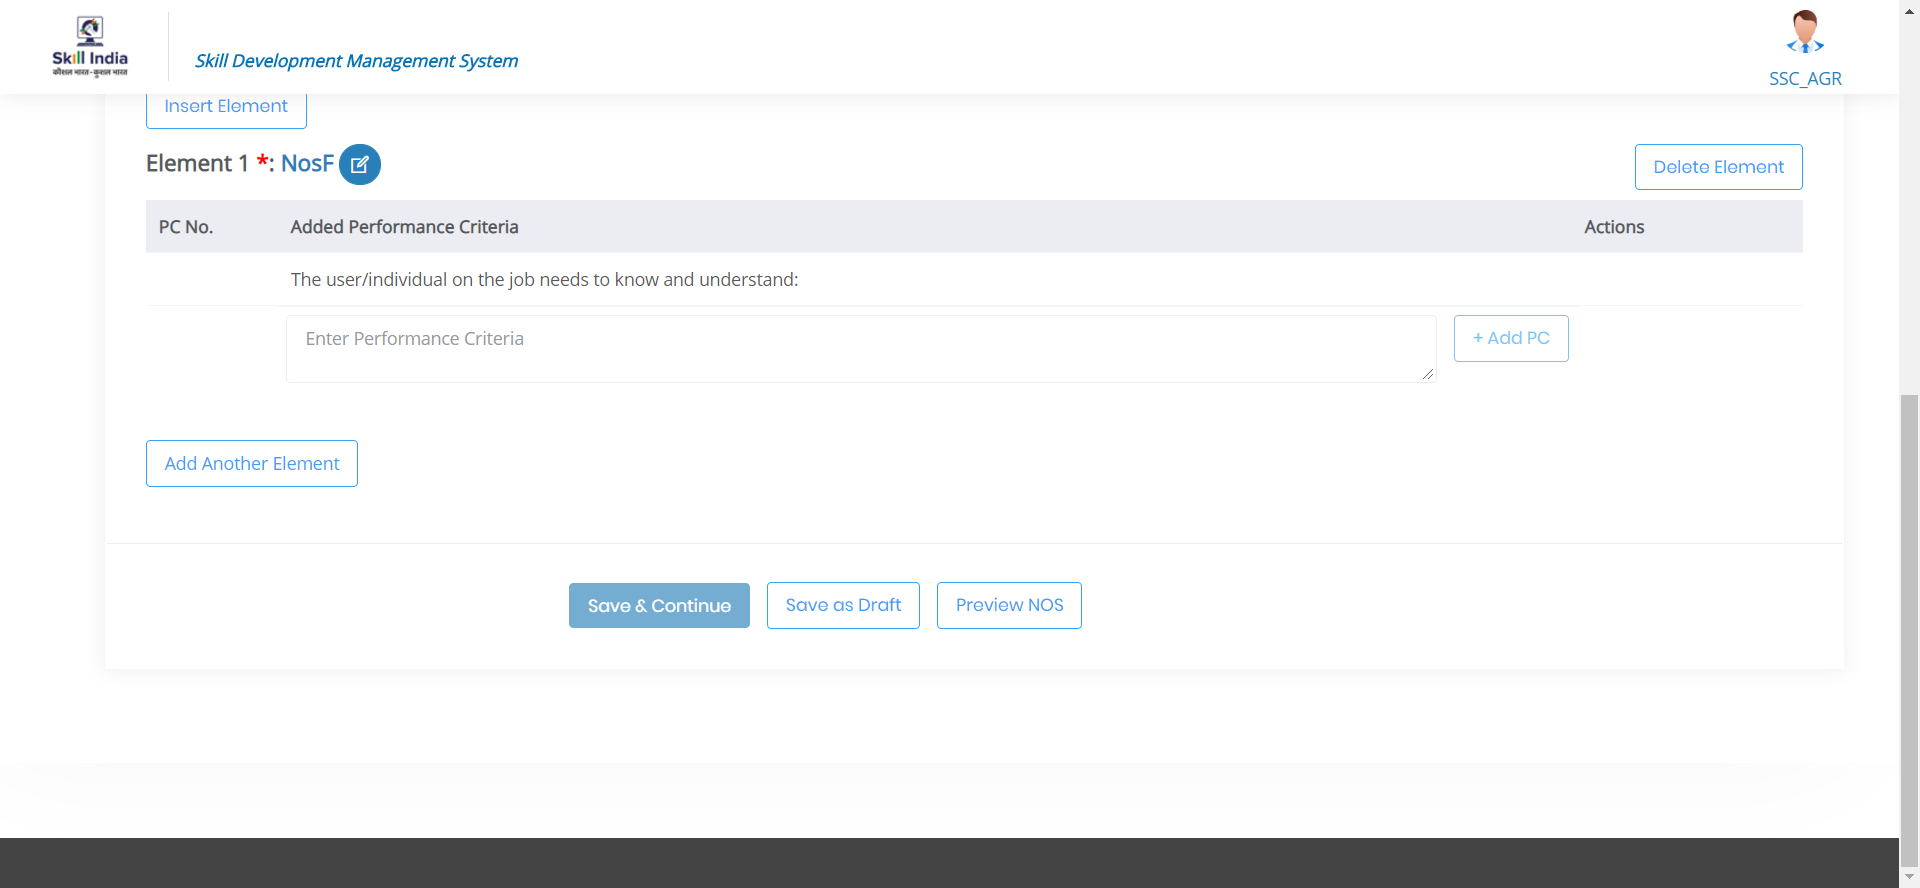 Skill India
कौशल भारत-कुशल भारत
Skill Development Management System
SSC_AGR
Insert Element
Element 1 *: NosF
Delete Element
PC No. Added Performance Criteria Actions
The user/individual on the job needs to know and understand:
Enter Performance Criteria
+ Add PC
Add Another Element
Save & Continue Save as Draft Preview NOS